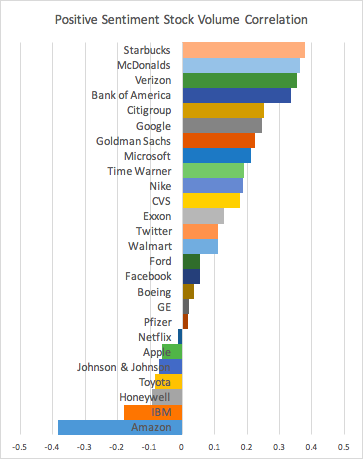 Positive Sentiment Stock Volume Correlation
Starbucks
McDonalds
Verizon
Bank of America
Citigroup
Google
Goldman Sachs
Microsoft
Time Warner
Nike
CVS
Exxon
Twitter
Walmart
Ford
Facebook
Boeing
GE
Pfizer
Netflix
Apple
Johnson & Johnson
Toyota
Honeywell
IBM
Amazon
-0.5 -0.4 -0.3 -0.2 -0.1 0 0.1 0.2 0.3 0.4 0.5